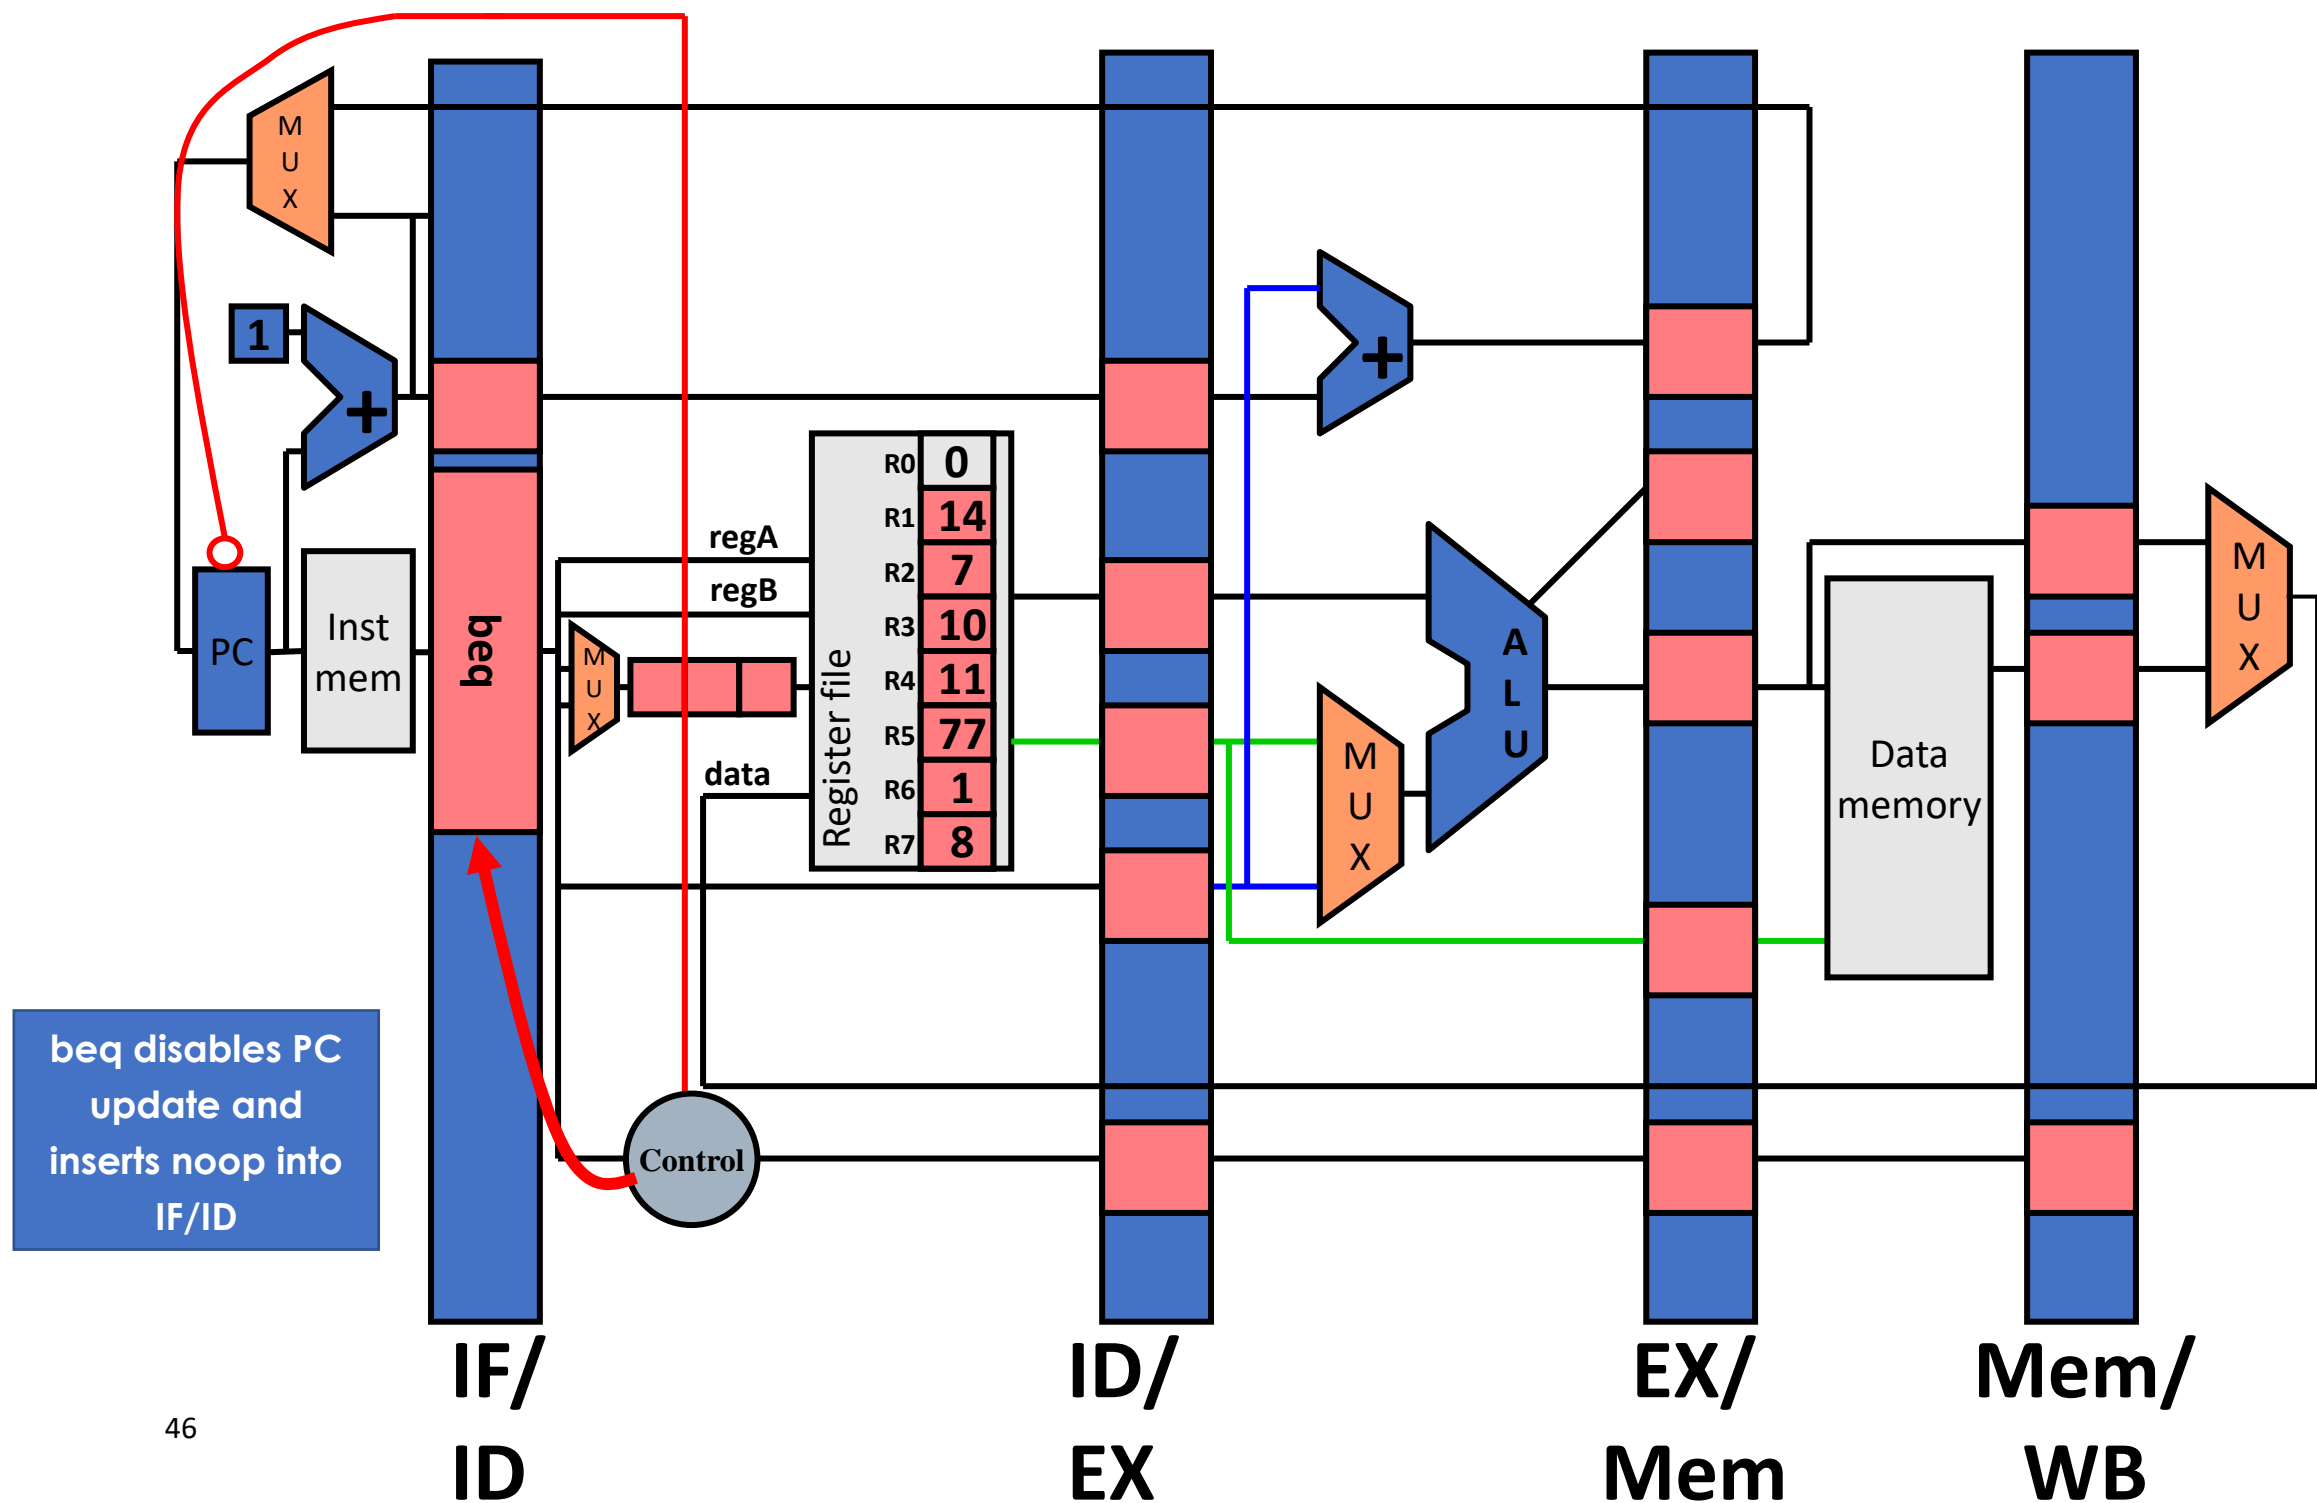 M
U
X
1
+
+
R0 0
R1 14
regA
R2 7
regB
R3 10
R4 11
R5 77
R6 1
R7 8
Register file
data
PC
Inst
mem
beq
M
U
X
A
L
U
M
U
X
Data
memory
M
U
X
beq disables PC
update and
inserts noop into
IF/ID
Control
IF/
ID
ID/
EX
EX/
Mem
Mem/
WB
46